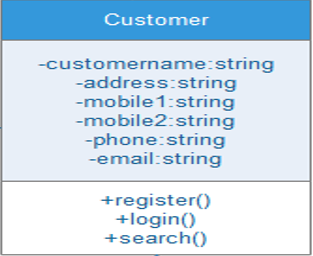 Customer
-customername:string
-address:string
-mobile1:string
-mobile2:string
-phone:string
-email:string
+register()
+login()
+search()